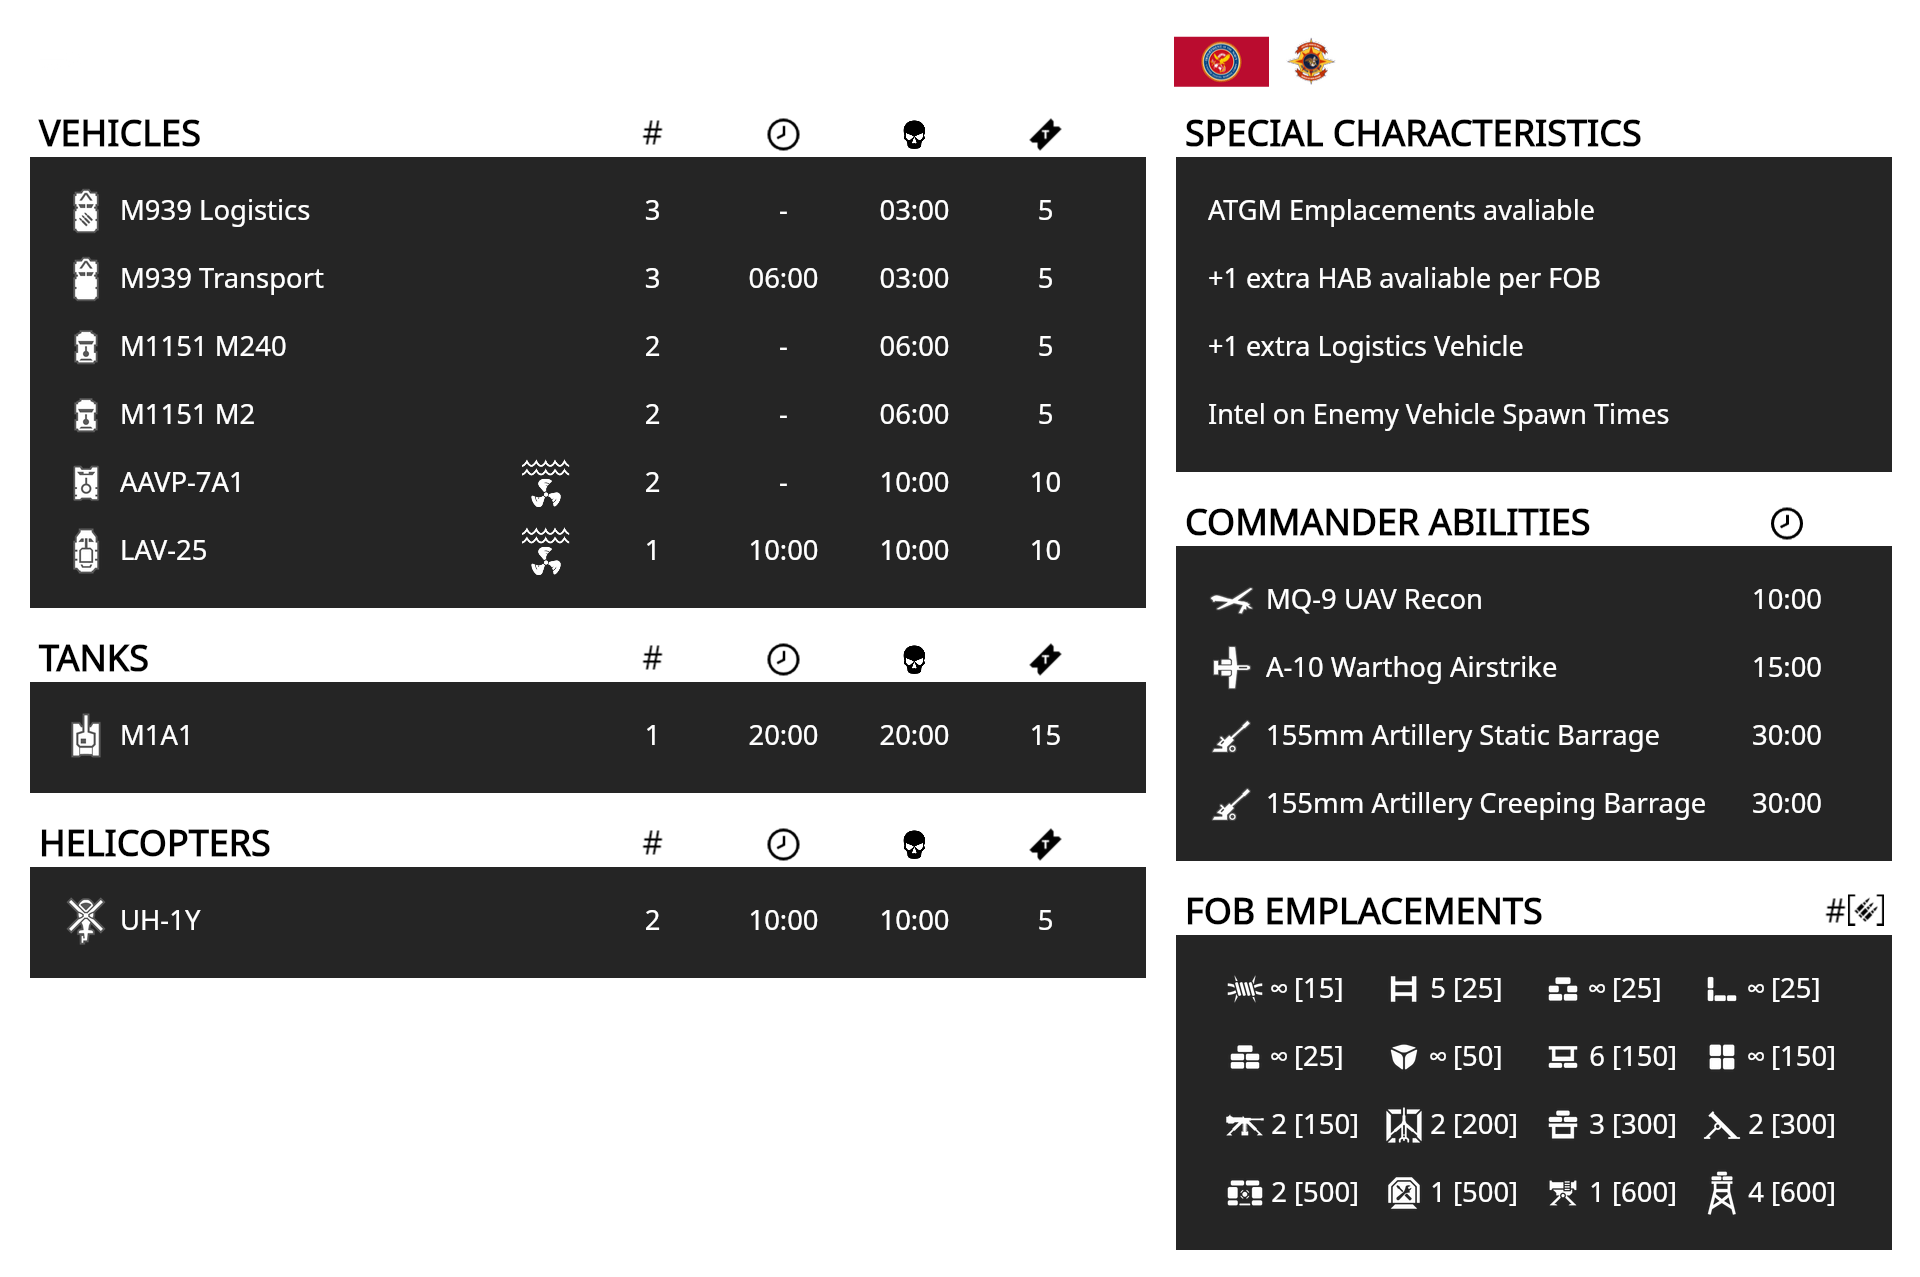 VEHICLES #
M939 Logistics 3 - 03:00 5
M939 Transport 3 06:00 03:00 5
M1151 M240 2 - 06:00 5
M1151 M2 2 - 06:00 5
AAVP-7A1 2 - 10:00 10
LAV-25 1 10:00 10:00 10
TANKS #
M1A1 1 20:00 20:00 15
HELICOPTERS #
UH-1Y 2 10:00 10:00 5
SPECIAL CHARACTERISTICS
ATGM Emplacements avaliable
+1 extra HAB avaliable per FOB
+1 extra Logistics Vehicle
Intel on Enemy Vehicle Spawn Times
COMMANDER ABILITIES
MQ-9 UAV Recon 10:00
A-10 Warthog Airstrike 15:00
155mm Artillery Static Barrage 30:00
155mm Artillery Creeping Barrage 30:00
FOB EMPLACEMENTS #[ ]
∞ [15] 5 [25] ∞ [25] ∞ [25]
∞ [25] ∞ [50] 6 [150] ∞ [150]
2 [150] 2 [200] 3 [300] 2 [300]
2 [500] 1 [500] 1 [600] 4 [600]